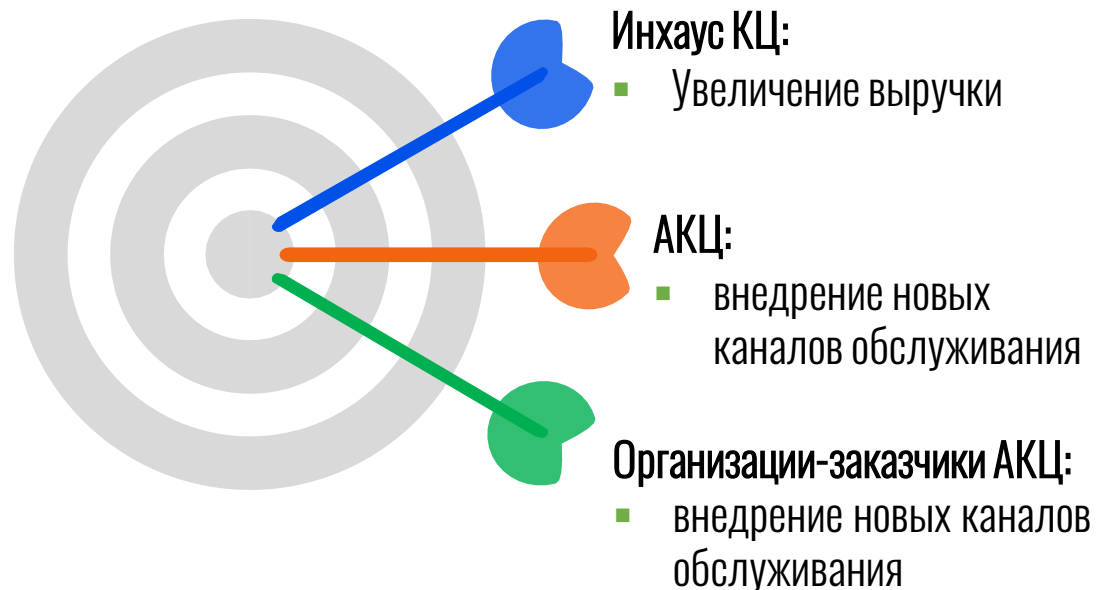 Инхаус КЦ:
▪ Увеличение выручки
АКЦ:
▪ внедрение новых
каналов обслуживания
Организации-заказчики АКЦ:
▪ внедрение новых каналов
обслуживания